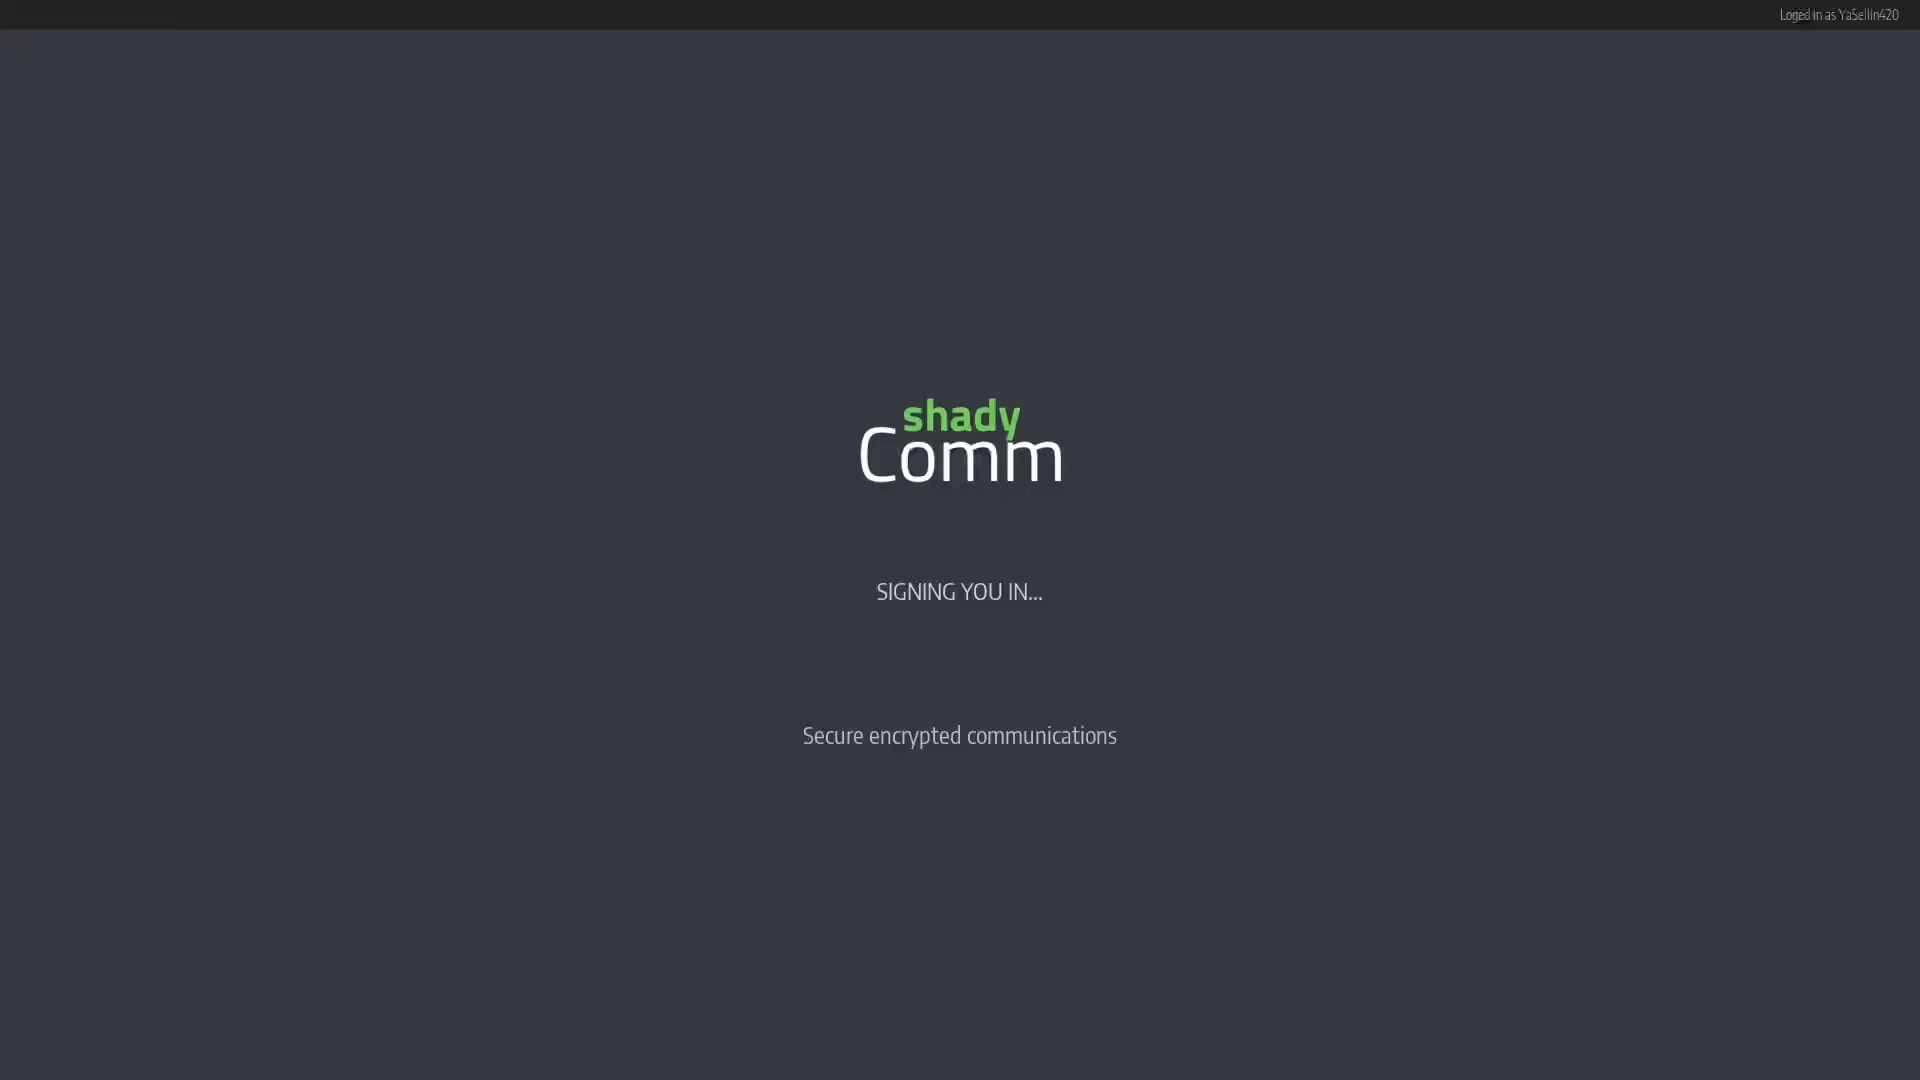 Loged in as YaSellin420
shady
Comm
SIGNING YOU IN...
Secure encrypted communications